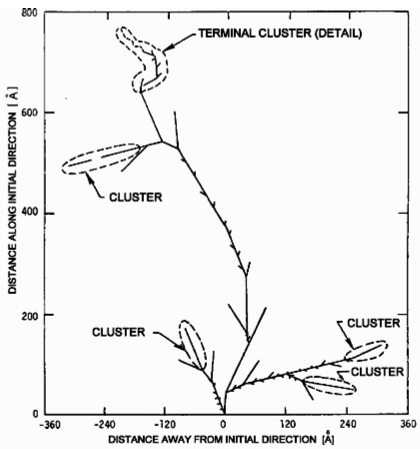 800
TERMINAL CLUSTER (DETAIL)
600
DISTANCE ALONG INITIAL DIRECTION [Å]
400
CLUSTER
200
CLUSTER
CLUSTER
CLUSTER
0
-360 -240 -120 0 120 240 360
DISTANCE AWAY FROM INITIAL DIRECTION [Å]